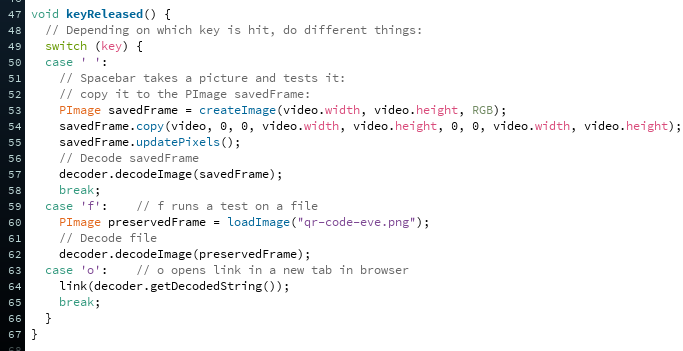 47 void keyReleased() {
48 // Depending on which key is hit, do different things:
49 switch (key) {
50 case ' ':
51 // Spacebar takes a picture and tests it:
52 // copy it to the PImage savedFrame:
53 PImage savedFrame = createImage(video.width, video.height, RGB);
54 savedFrame.copy(video, 0, 0, video.width, video.height, 0, 0, video.width, video.height);
55 savedFrame.updatePixels();
56 // Decode savedFrame
57 decoder.decodeImage(savedFrame);
58 break;
59 case 'f': // f runs a test on a file
60 PImage preservedFrame = loadImage("qr-code-eve.png");
61 // Decode file
62 decoder.decodeImage(preservedFrame);
63 case 'o': // o opens link in a new tab in browser
64 link(decoder.getDecodedString());
65 break;
66 }
67 }